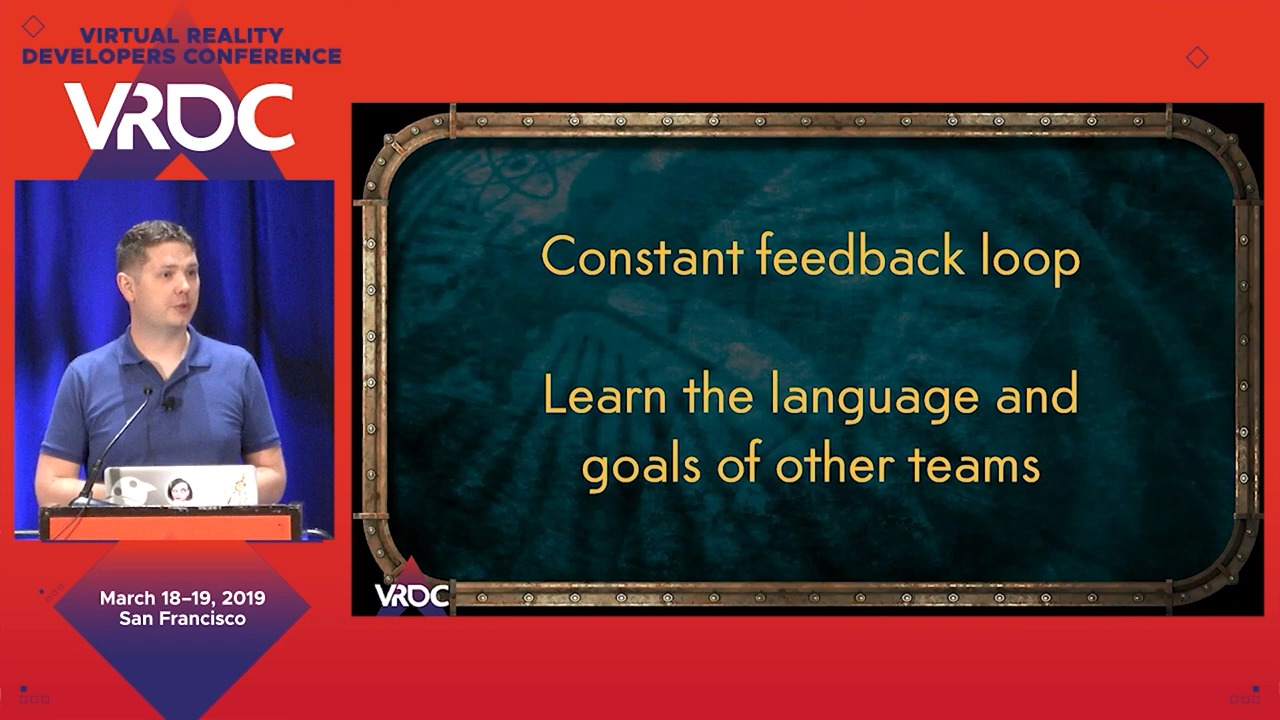 VIRTUAL REALITY
DEVELOPERS CONFERENCE
VRDC
Constant feedback loop
Learn the language and
goals of other teams
VRDC
March 18–19, 2019
San Francisco